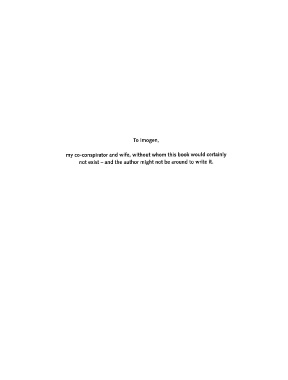 To Imogen,
my co-conspirator and wife, without whom this book would certainly
not exist – and the author might not be around to write it.